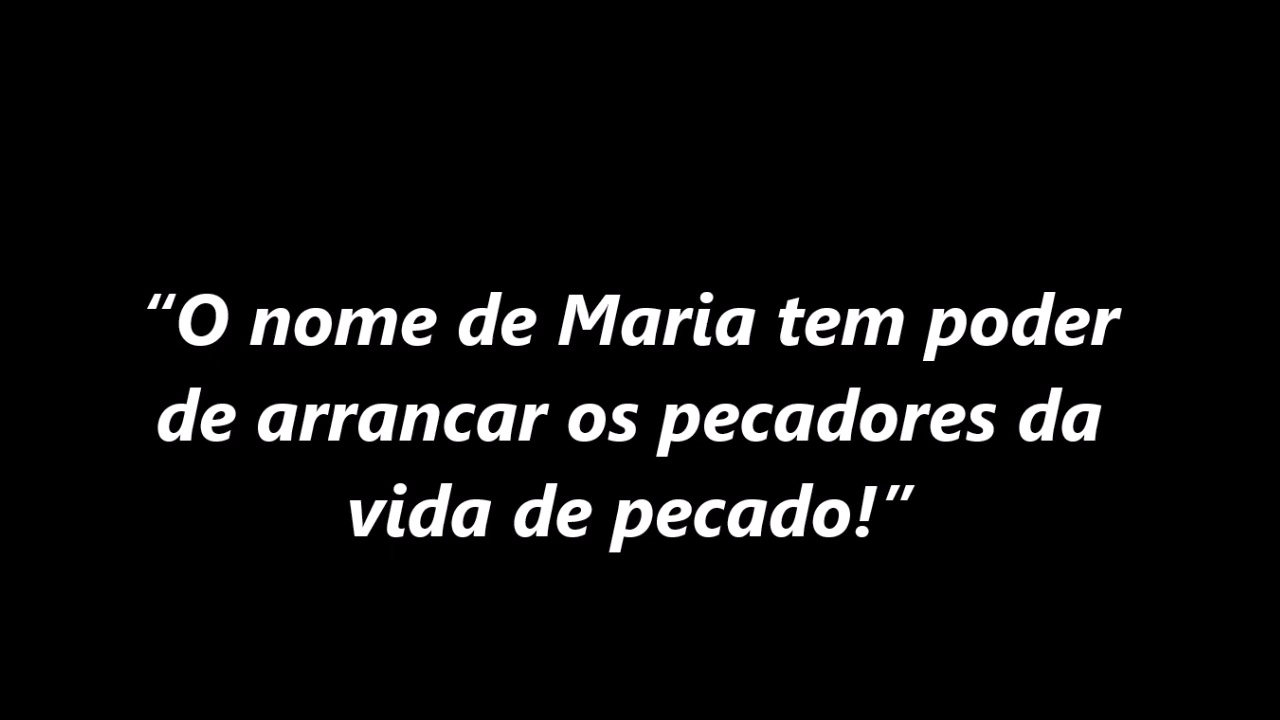 “O nome de Maria tem poder
de arrancar os pecadores da
vida de pecado!”